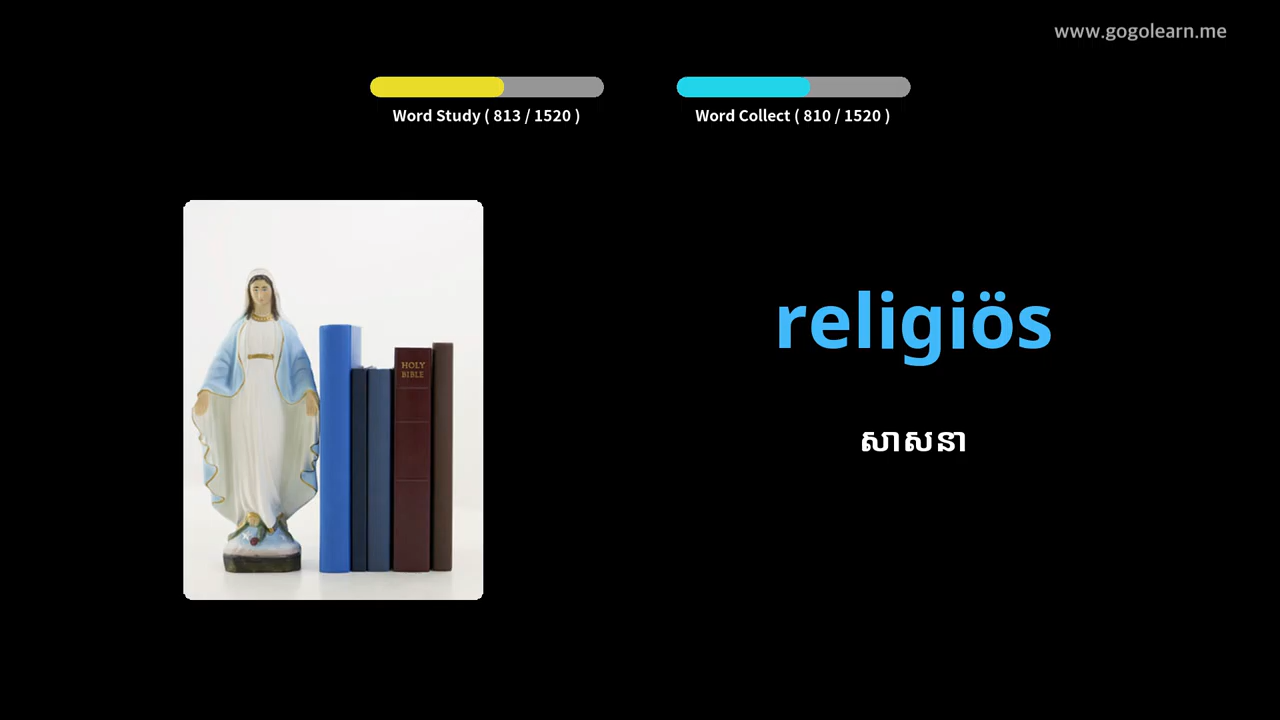 www.gogolearn.me
Word Study ( 813 / 1520 )
Word Collect ( 810 / 1520 )
HOLY
BIBLE
religiös
សាសនា